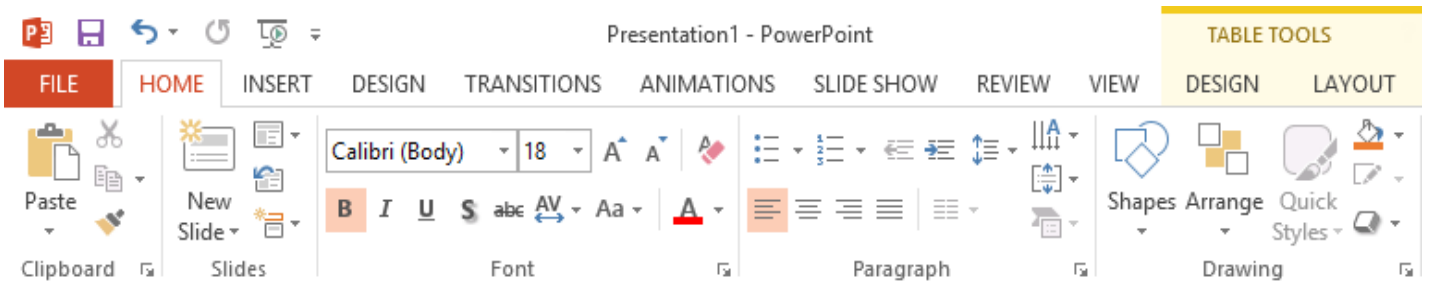 Presentation1 - PowerPoint
TABLE TOOLS
FILE HOME INSERT DESIGN TRANSITIONS ANIMATIONS SLIDE SHOW REVIEW VIEW DESIGN LAYOUT
Calibri (Body) 18 A A
Paste New Slide B I U S abc AV Aa A Shapes Arrange Quick Styles
Clipboard Slides Font Paragraph Drawing